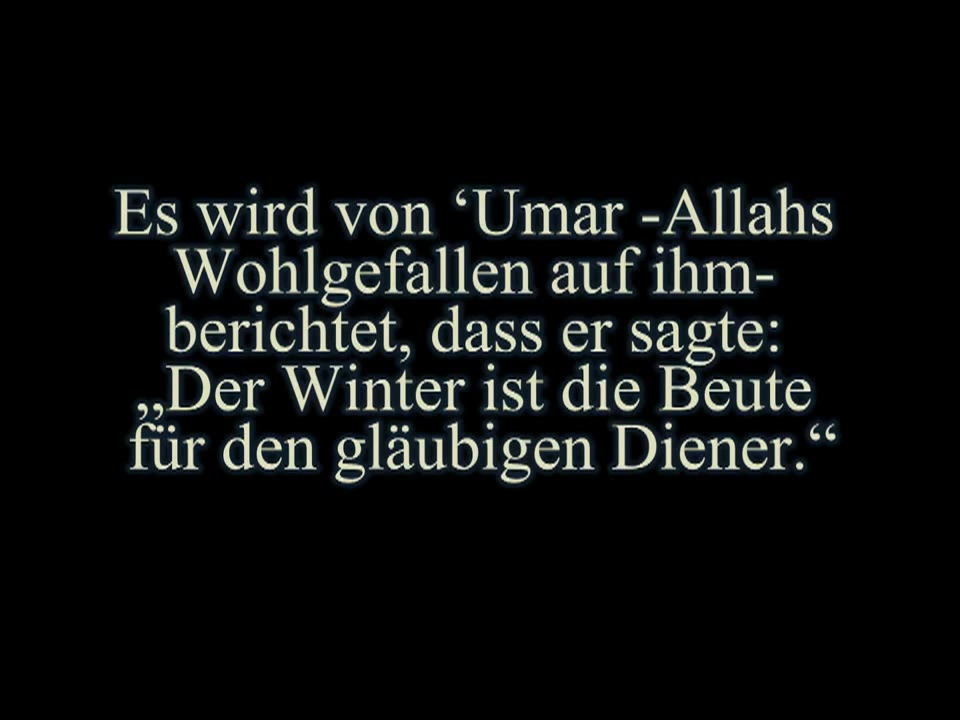 Es wird von ‘Umar -Allahs
Wohlgefallen auf ihm-
berichtet, dass er sagte:
„Der Winter ist die Beute
für den gläubigen Diener.“